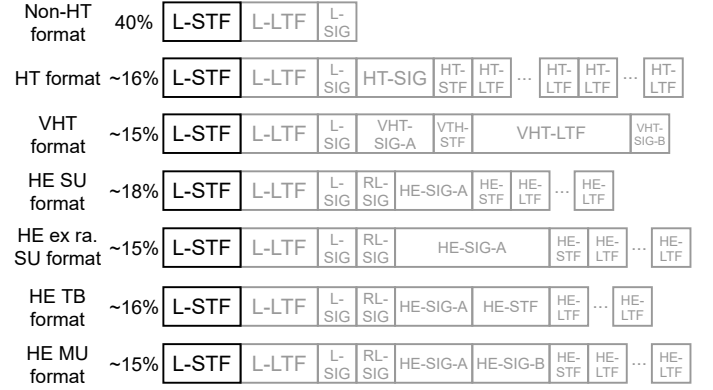 Non-HT format 40% L-STF L-LTF L-SIG
HT format ~16% L-STF L-LTF L-SIG HT-SIG HT-STF HT-LTF ... HT-LTF HT-LTF ... HT-LTF
VHT format ~15% L-STF L-LTF L-SIG VHT-SIG-A VTH-STF VHT-LTF VHT-SIG-B
HE SU format ~18% L-STF L-LTF L-SIG RL-SIG HE-SIG-A HE-STF HE-LTF ... HE-LTF
HE ex ra. SU format ~15% L-STF L-LTF L-SIG RL-SIG HE-SIG-A HE-STF HE-LTF ... HE-LTF
HE TB format ~16% L-STF L-LTF L-SIG RL-SIG HE-SIG-A HE-STF HE-LTF ... HE-LTF
HE MU format ~15% L-STF L-LTF L-SIG RL-SIG HE-SIG-A HE-SIG-B HE-STF HE-LTF ... HE-LTF